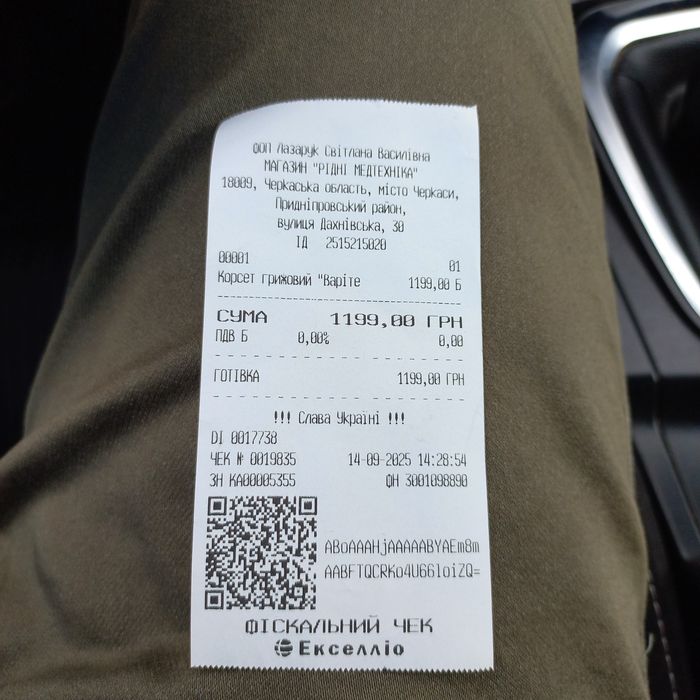 ФОП Лазарук Світлана Василівна
МАГАЗИН "РІДНІ МЕДТЕХНІКА"
18009, Черкаська область, місто Черкаси,
Придніпровський район,
вулиця Дахнівська, 30
ІД 2515215020
00001 01
Корсет грижовий "Варіте 1199,00 Б
СУМА 1199,00 ГРН
ПДВ Б 0,00% 0,00
ГОТІВКА 1199,00 ГРН
!!! Слава Україні !!!
DI 0017738
ЧЕК № 0019835 14-09-2025 14:28:54
ЗН КА00005355 ФН 3001098890
ABoAAAHjAAAAABYAEm8m
AABFTQCRKo4U66loiZQ=
ФІСКАЛЬНИЙ ЧЕК
Екселліо